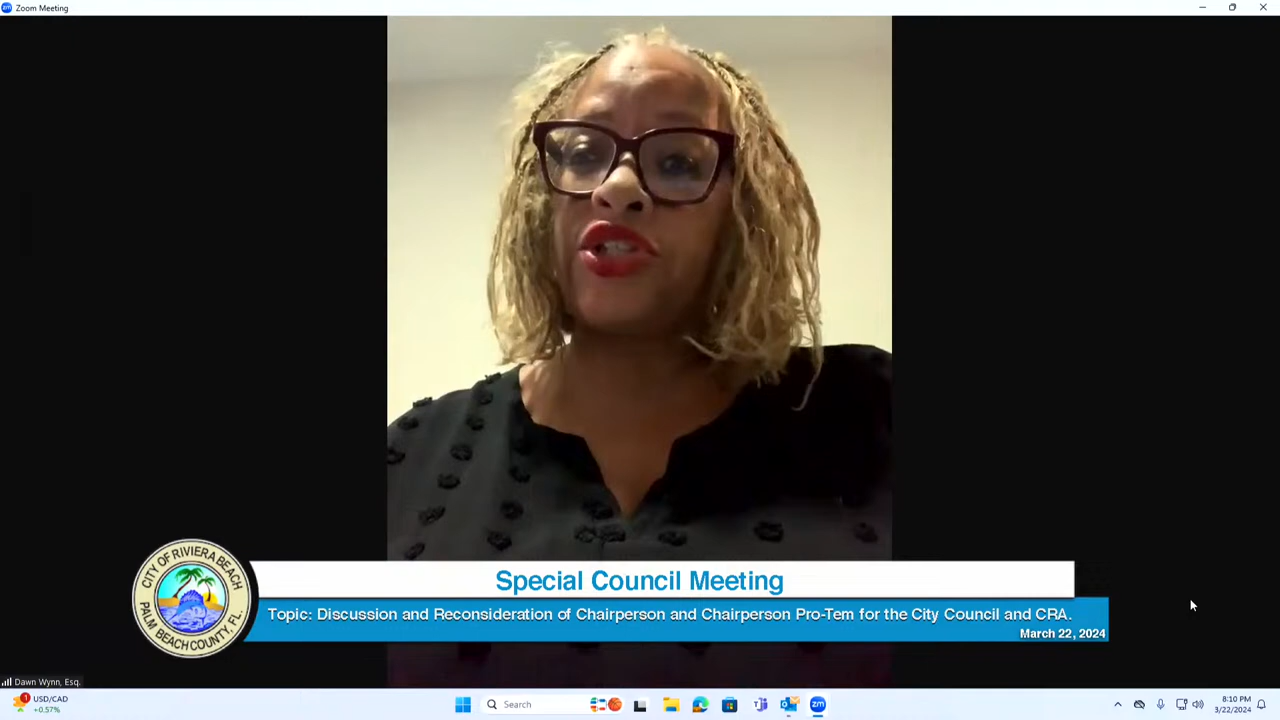 Zoom Meeting
Special Council Meeting
CITY OF RIVIERA BEACH
PALM BEACH COUNTY, FL.
Topic: Discussion and Reconsideration of Chairperson and Chairperson Pro-Tem for the City Council and CRA.
March 22, 2024
Dawn Wynn, Esq.
1
USD/CAD
+0.57%
Search
zm
8:10 PM
3/22/2024